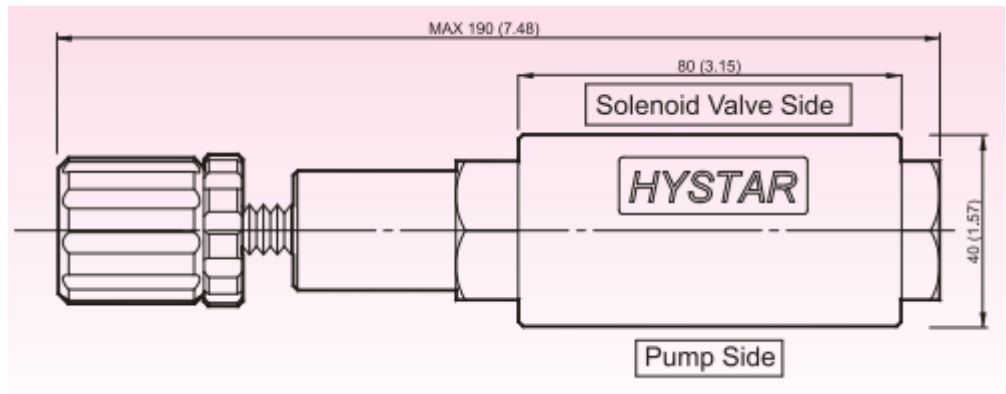 MAX 190 (7.48)
80 (3.15)
Solenoid Valve Side
HYSTAR
40 (1.57)
Pump Side